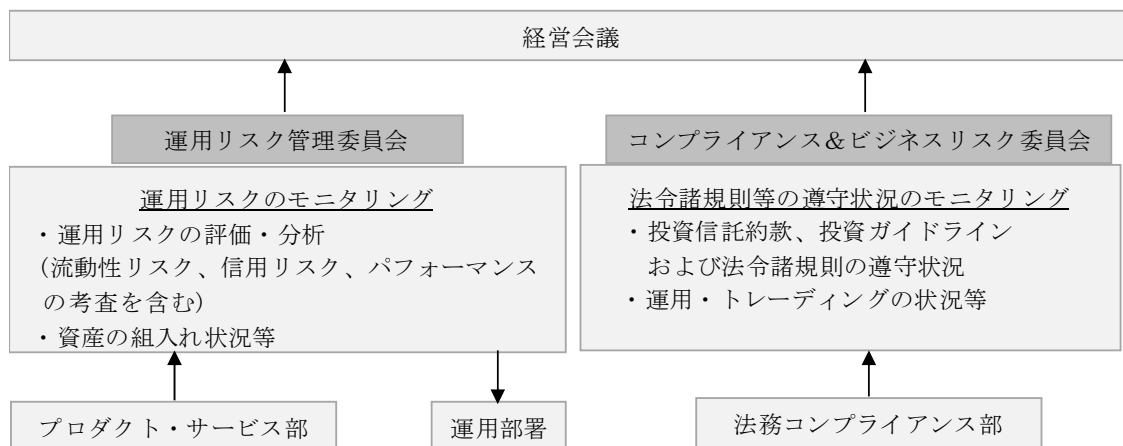 経営会議
運用リスク管理委員会
運用リスクのモニタリング
・運用リスクの評価・分析
(流動性リスク、信用リスク、パフォーマンス
の考査を含む)
・資産の組入れ状況等
プロダクト・サービス部
運用部署
コンプライアンス&ビジネスリスク委員会
法令諸規則等の遵守状況のモニタリング
・投資信託約款、投資ガイドライン
および法令諸規則の遵守状況
・運用・トレーディングの状況等
法務コンプライアンス部